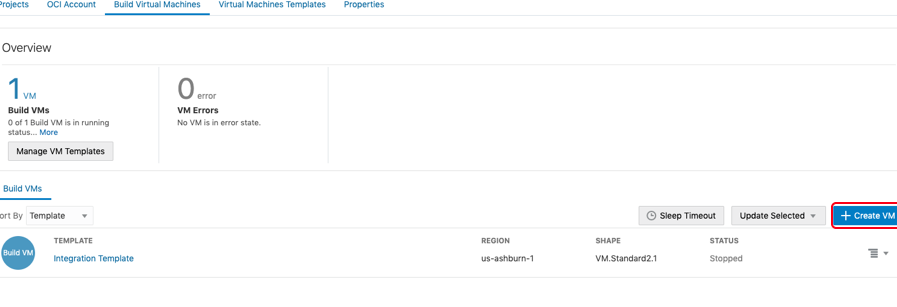 Projects OCI Account Build Virtual Machines Virtual Machines Templates Properties
Overview
1 VM
Build VMs
0 of 1 Build VM is in running
status... More
Manage VM Templates
0 error
VM Errors
No VM is in error state.
Build VMs
ort By Template Sleep Timeout Update Selected Create VM
TEMPLATE REGION SHAPE STATUS
Build VM Integration Template us-ashburn-1 VM.Standard2.1 Stopped